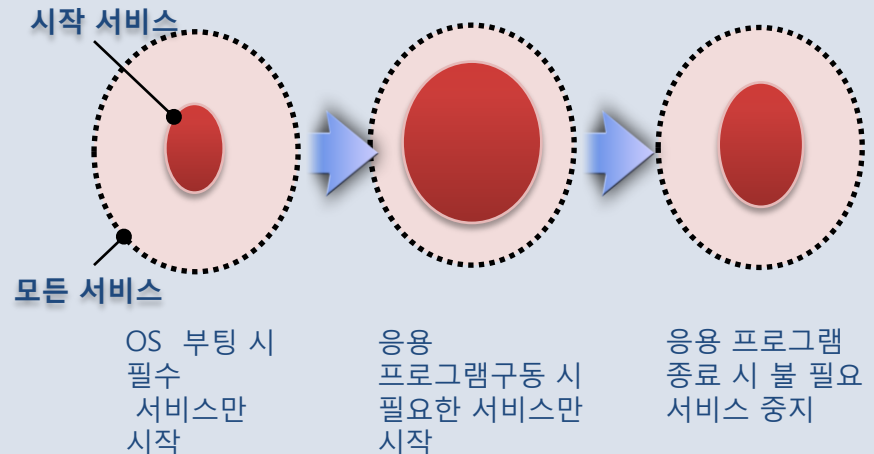 시작 서비스
모든 서비스
OS 부팅 시
필수
서비스만
시작
응용
프로그램구동 시
필요한 서비스만
시작
응용 프로그램
종료 시 불 필요
서비스 중지